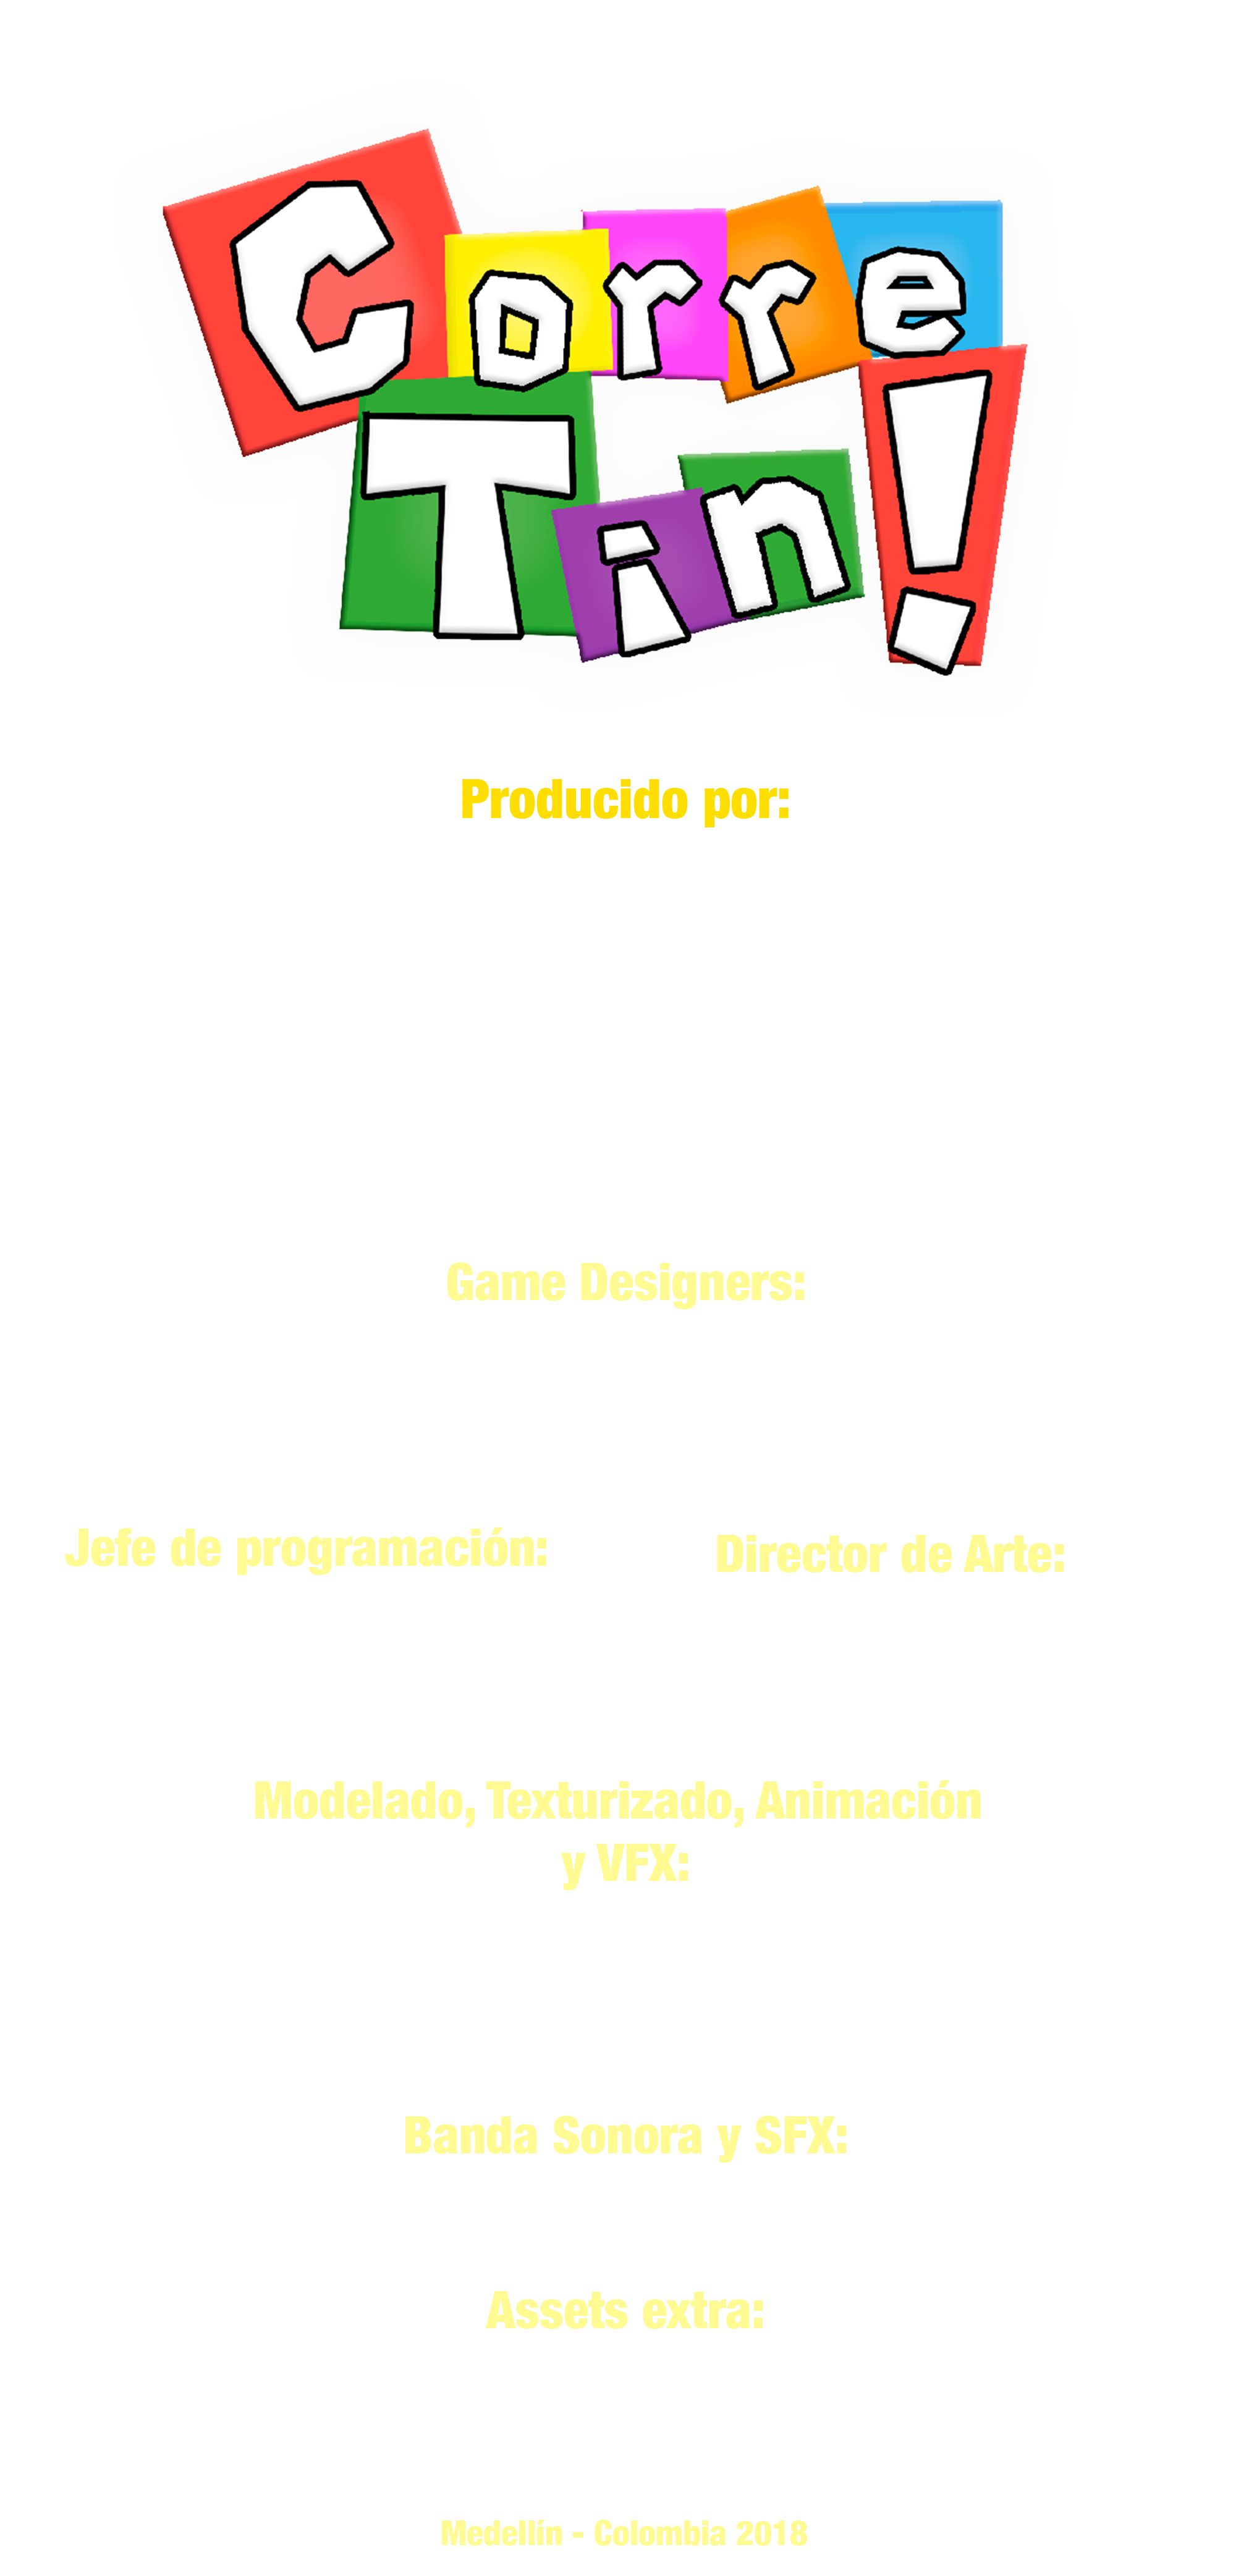 Corre
Tin!
Producido por:
Game Designers:
Jefe de programación:
Director de Arte:
Modelado, Texturizado, Animación
y VFX:
Banda Sonora y SFX:
Assets extra:
Medellín - Colombia 2018